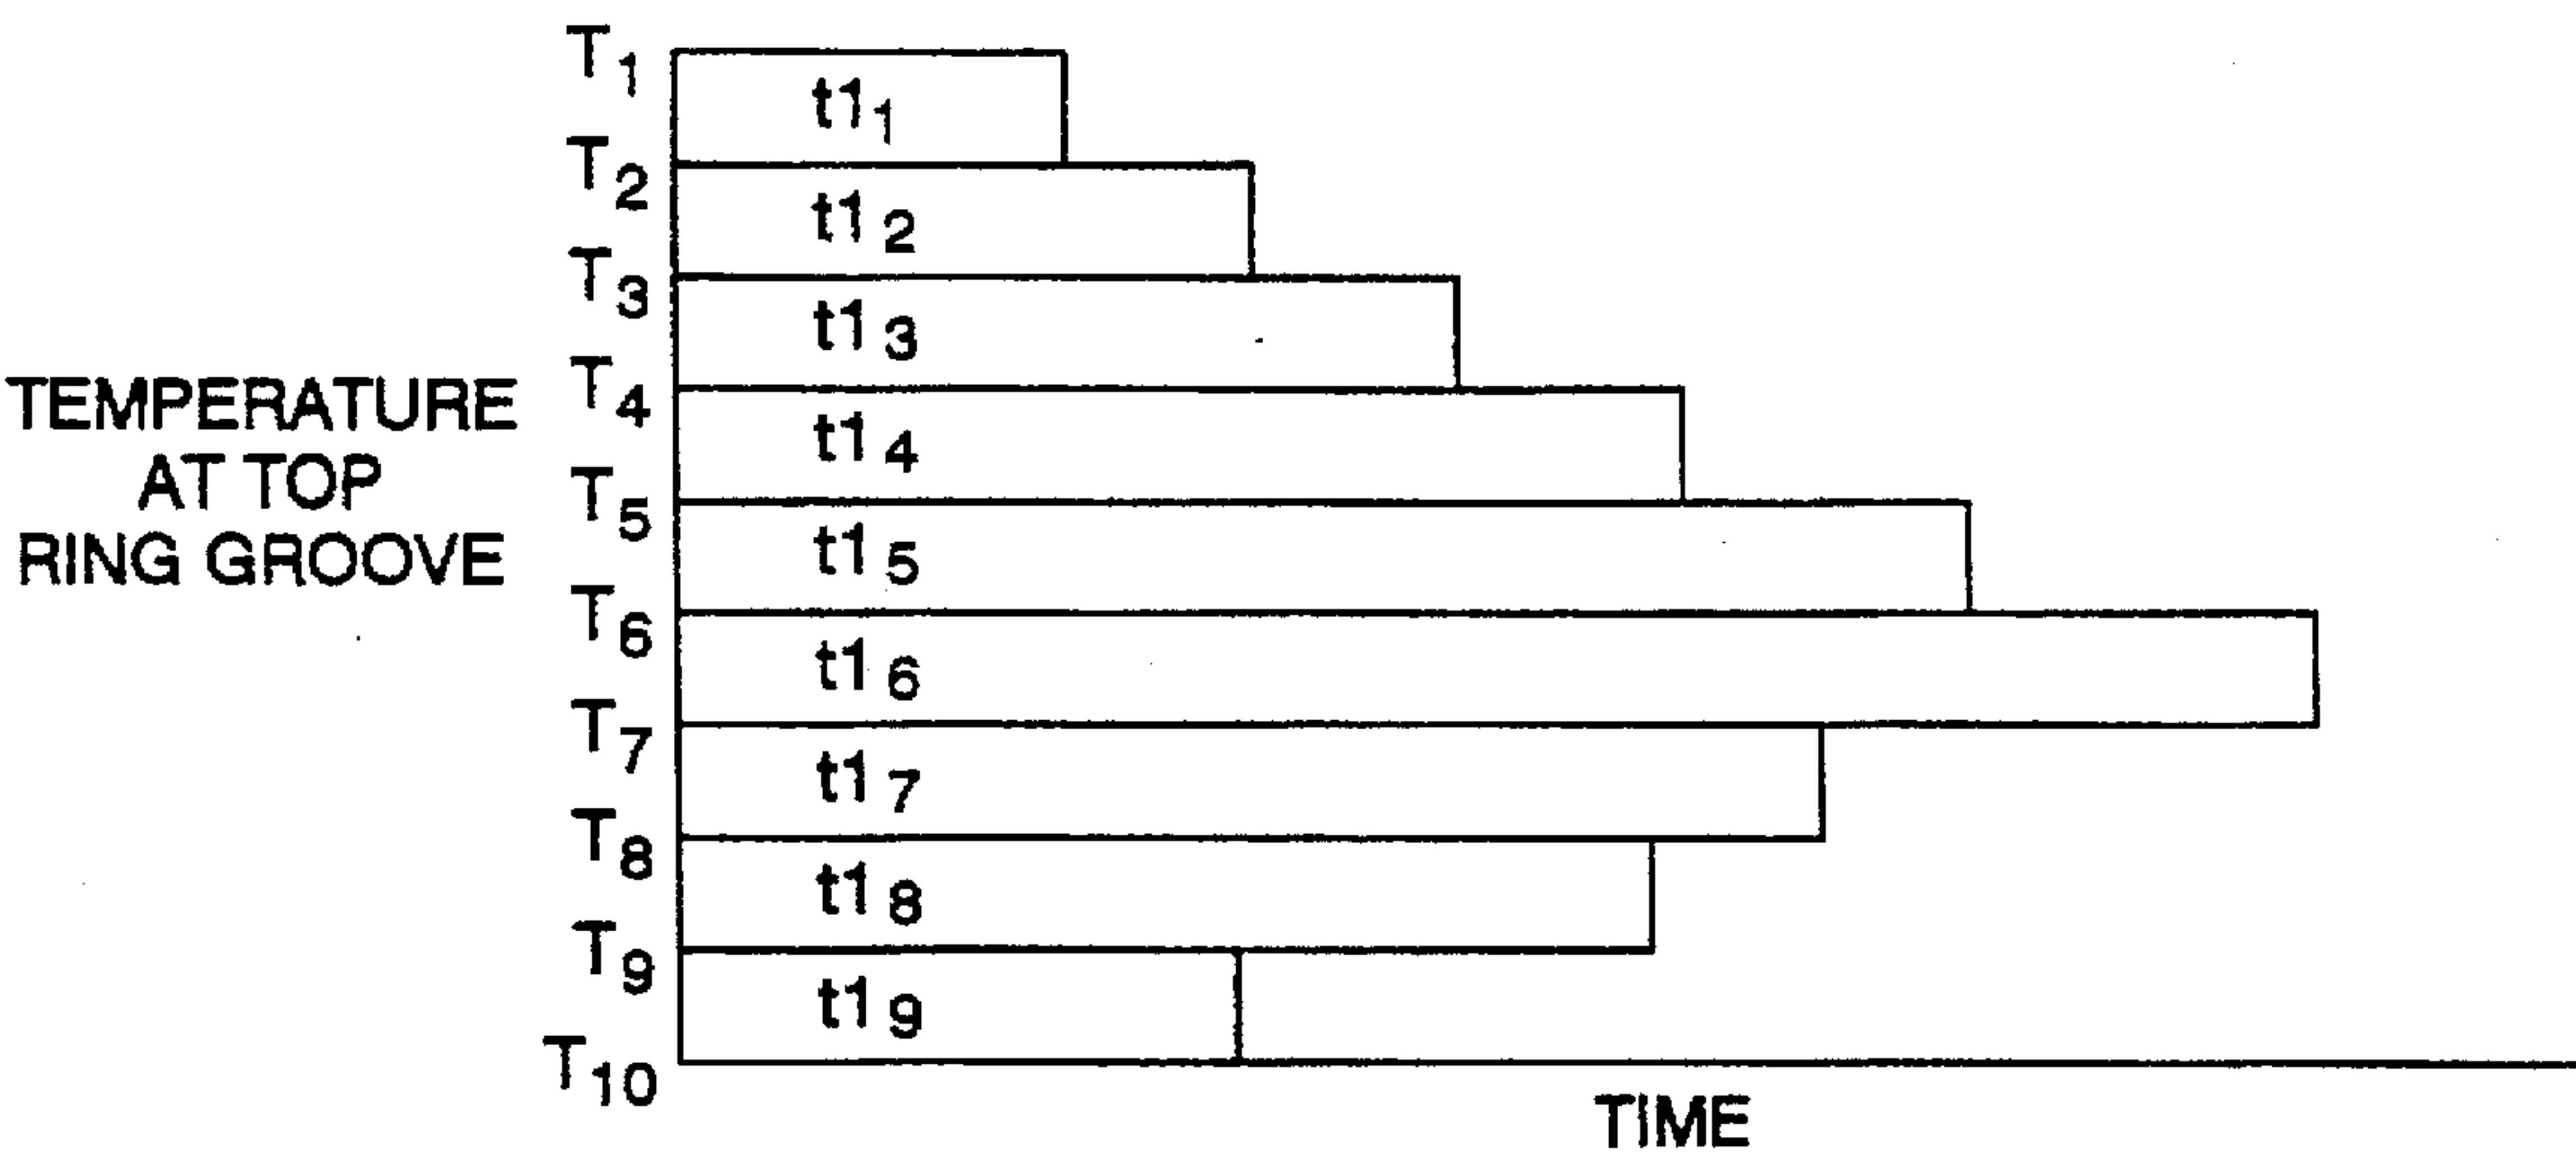 T1
t11
T2
t12
T3
t13
T4
TEMPERATURE
AT TOP
RING GROOVE
t14
T5
t15
T6
t16
T7
t17
T8
t18
T9
t19
T10
TIME